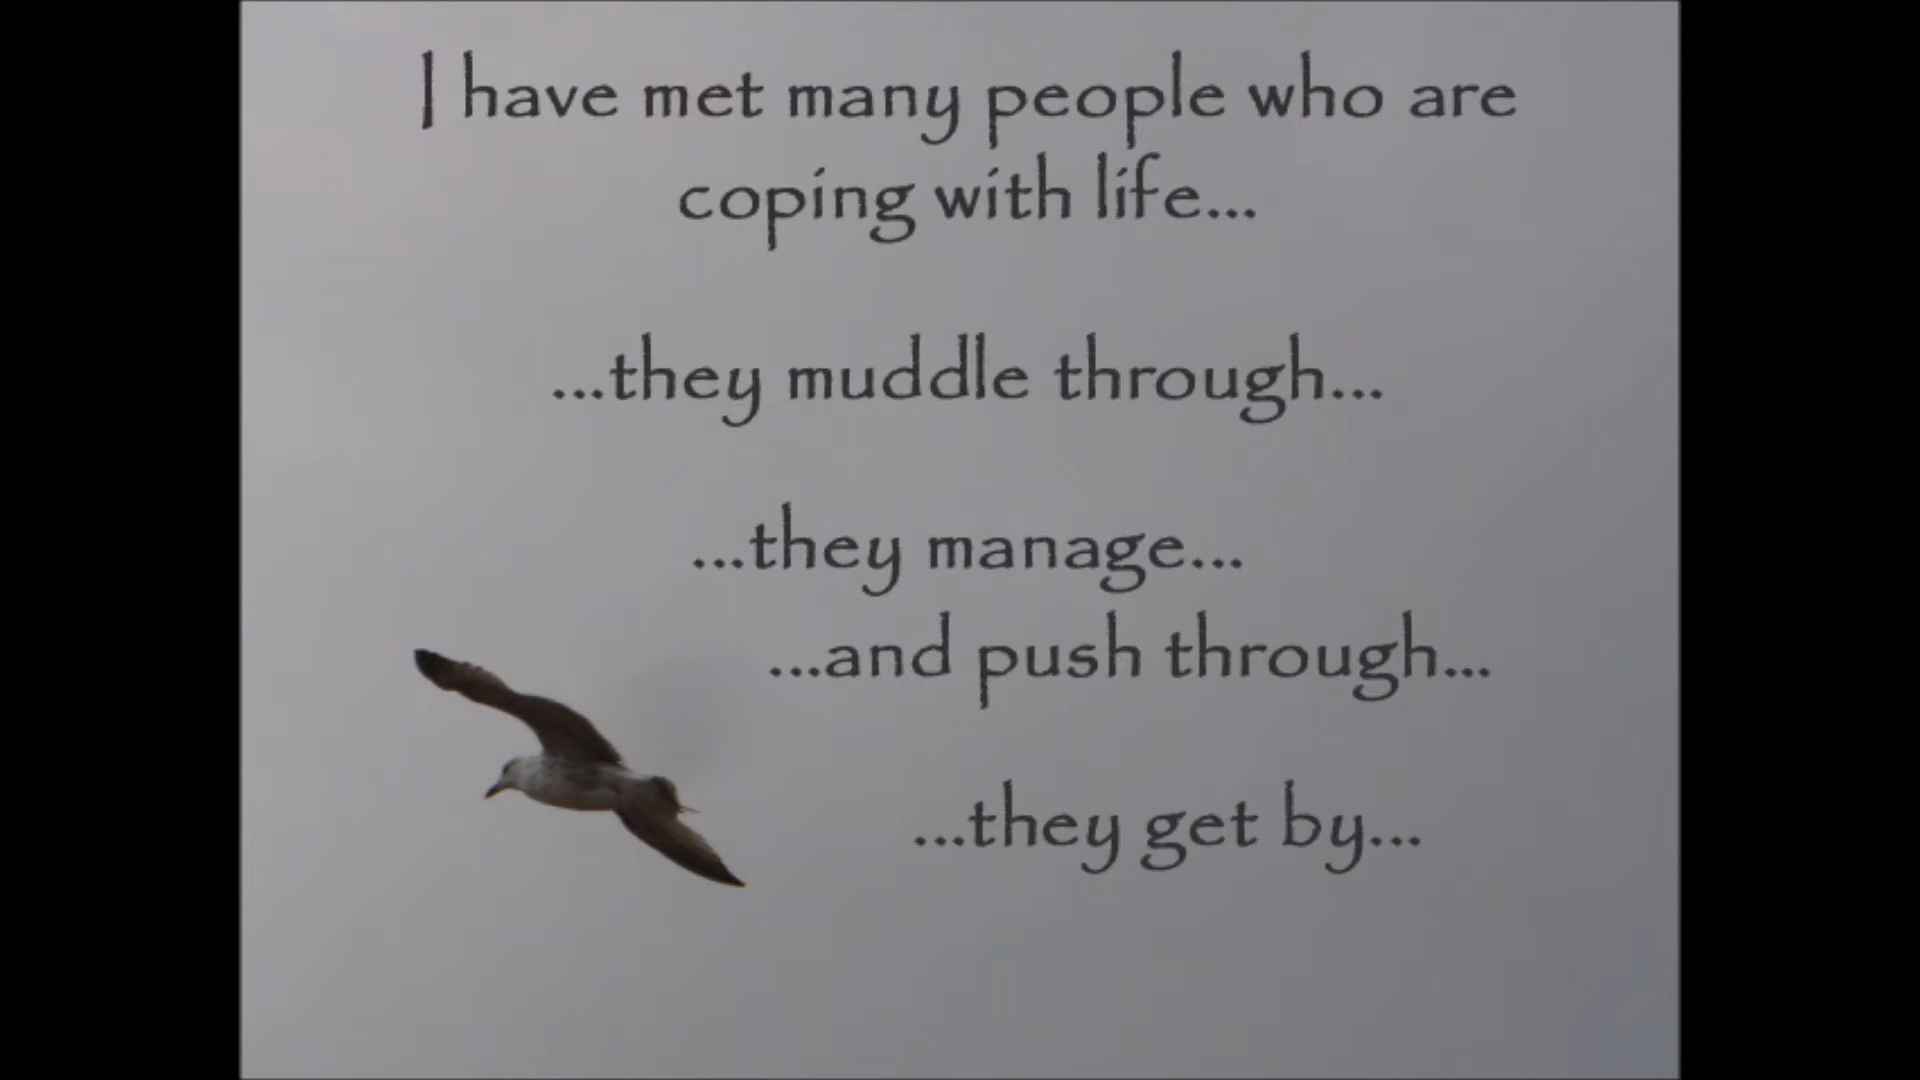 I have met many people who are
coping with life...
...they muddle through...
...they manage...
...and push through...
...they get by...